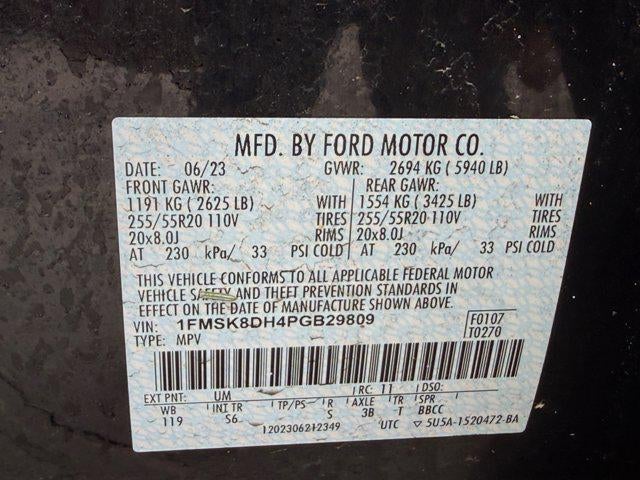 MFD. BY FORD MOTOR CO.
DATE: 06/23 GVWR: 2694 KG ( 5940 LB)
FRONT GAWR: REAR GAWR:
1191 KG ( 2625 LB) WITH 1554 KG ( 3425 LB) WITH
255/55R20 110V TIRES 255/55R20 110V TIRES
20x8.0J RIMS 20x8.0J RIMS
AT 230 kPa/ 33 PSI COLD AT 230 kPa/ 33 PSI COLD
THIS VEHICLE CONFORMS TO ALL APPLICABLE FEDERAL MOTOR
VEHICLE SAFETY AND THEFT PREVENTION STANDARDS IN
EFFECT ON THE DATE OF MANUFACTURE SHOWN ABOVE.
VIN: 1FMSK8DH4PGB29809 F0107
TYPE: MPV T0270
EXT PNT: UM RC: 11 DSO:
WB INT TR TP/PS R AXLE TR SPR
119 S6 S 3B T BBCC
1202306212349 UTC ▽ 5U5A-1520472-BA